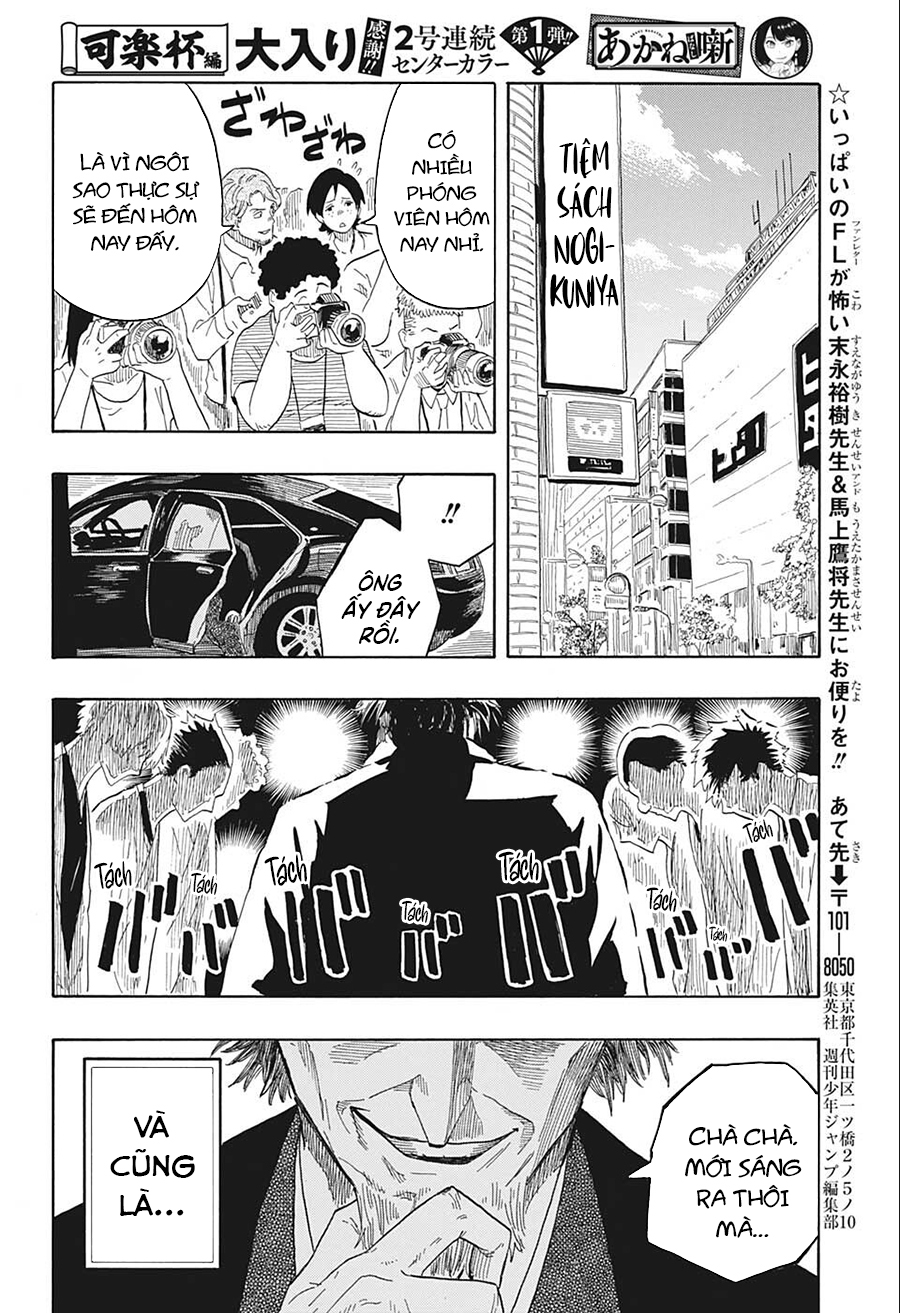 可楽杯編
大入り
感謝!!
2号連続
センターカラー
第1弾!!
あかね噺
TIỆM
SÁCH
NOGI-
KUNIYA
ヒタチ
ざわ
ざわ
CÓ
NHIỀU
PHÓNG
VIÊN HÔM
NAY NHỈ.
LÀ VÌ NGÔI
SAO THỰC SỰ
SẼ ĐẾN HÔM
NAY ĐẤY.
!!
ÔNG
ẤY ĐÂY
RỒI.
Tách
Tách
Tách
Tách
Tách
Tách
Tách
CHÀ CHÀ.
MỚI SÁNG
RA THÔI
MÀ...
VÀ
CŨNG
LÀ...
☆いっぱいのFLが怖い末永裕樹先生&馬上鷹将先生にお便りを!! あて先➡〒101―8050
東京都千代田区一ツ橋2ノ5ノ10
集英社 週刊少年ジャンプ編集部